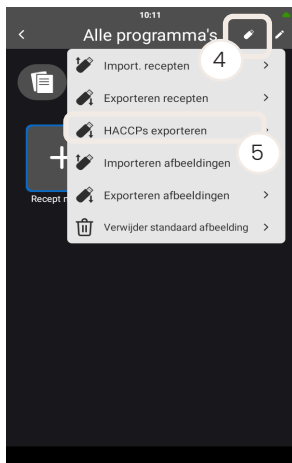 10:11
Alle programma's
4
Import. recepten
Exporteren recepten
HACCPs exporteren
5
Importeren afbeeldingen
Exporteren afbeeldingen
Verwijder standaard afbeelding
Recept